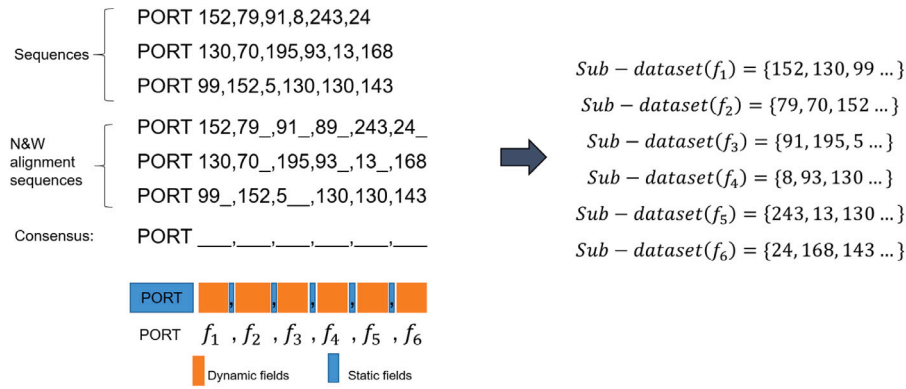 PORT 152,79,91,8,243,24
Sequences
PORT 130,70,195,93,13,168
PORT 99,152,5,130,130,143
N&W alignment sequences
PORT 152,79_,91_,89_,243,24_
PORT 130,70_,195,93_,13_,168
PORT 99_,152,5__,130,130,143
Consensus:
PORT ___,___,___,___,___,___
PORT , , , , ,
PORT f1 , f2 , f3 , f4 , f5 , f6
Dynamic fields
Static fields
Sub − dataset(f1) = {152, 130, 99 ... }
Sub − dataset(f2) = {79, 70, 152 ... }
Sub − dataset(f3) = {91, 195, 5 ... }
Sub − dataset(f4) = {8, 93, 130 ... }
Sub − dataset(f5) = {243, 13, 130 ... }
Sub − dataset(f6) = {24, 168, 143 ... }